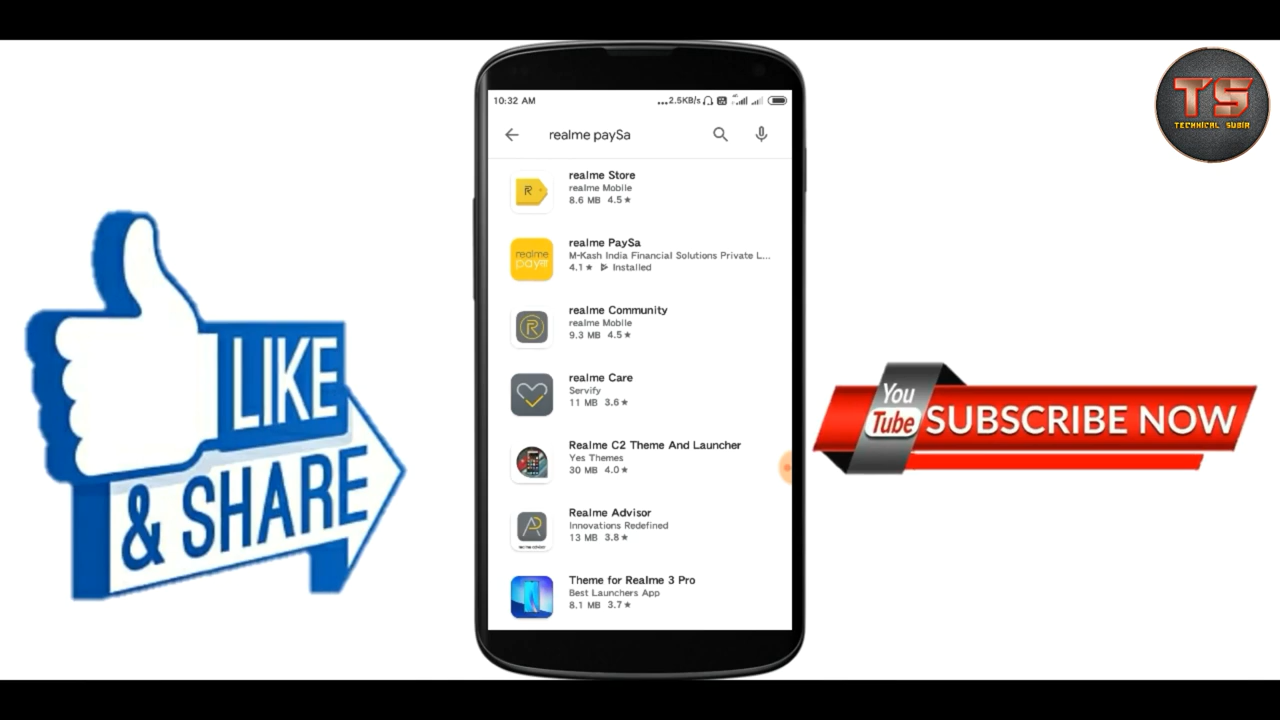 TS
TECHNICAL SUBIR
10:32 AM
...2.5KB/s
realme paySa
realme Store
realme Mobile
8.6 MB 4.5★
realme
realme PaySa
M-Kash India Financial Solutions Private L...
4.1★ Installed
realme Community
realme Mobile
9.3 MB 4.5★
realme Care
Servify
11 MB 3.6★
Realme C2 Theme And Launcher
Yes Themes
30 MB 4.0★
Realme Advisor
Innovations Redefined
13 MB 3.8★
Theme for Realme 3 Pro
Best Launchers App
8.1 MB 3.7★
LIKE
& SHARE
You
Tube SUBSCRIBE NOW